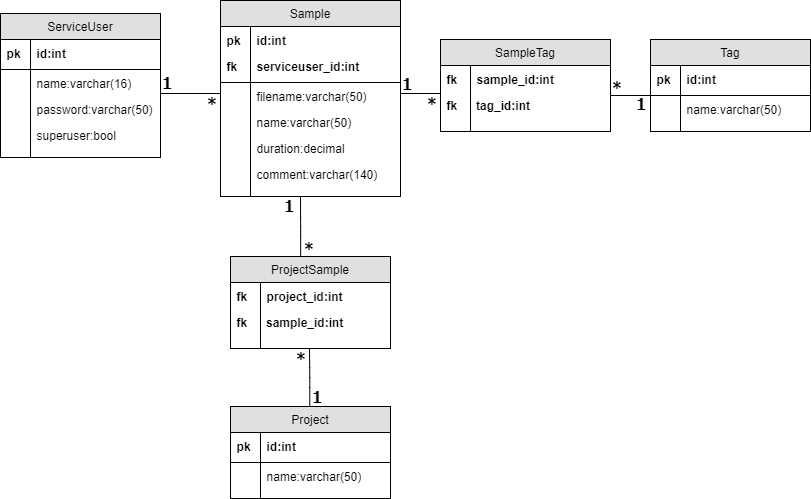 ServiceUser
pk id:int
name:varchar(16)
password:varchar(50)
superuser:bool
1
*
Sample
pk id:int
fk serviceuser_id:int
filename:varchar(50)
name:varchar(50)
duration:decimal
comment:varchar(140)
1
*
SampleTag
fk sample_id:int
fk tag_id:int
*
1
Tag
pk id:int
name:varchar(50)
1
*
ProjectSample
fk project_id:int
fk sample_id:int
*
1
Project
pk id:int
name:varchar(50)